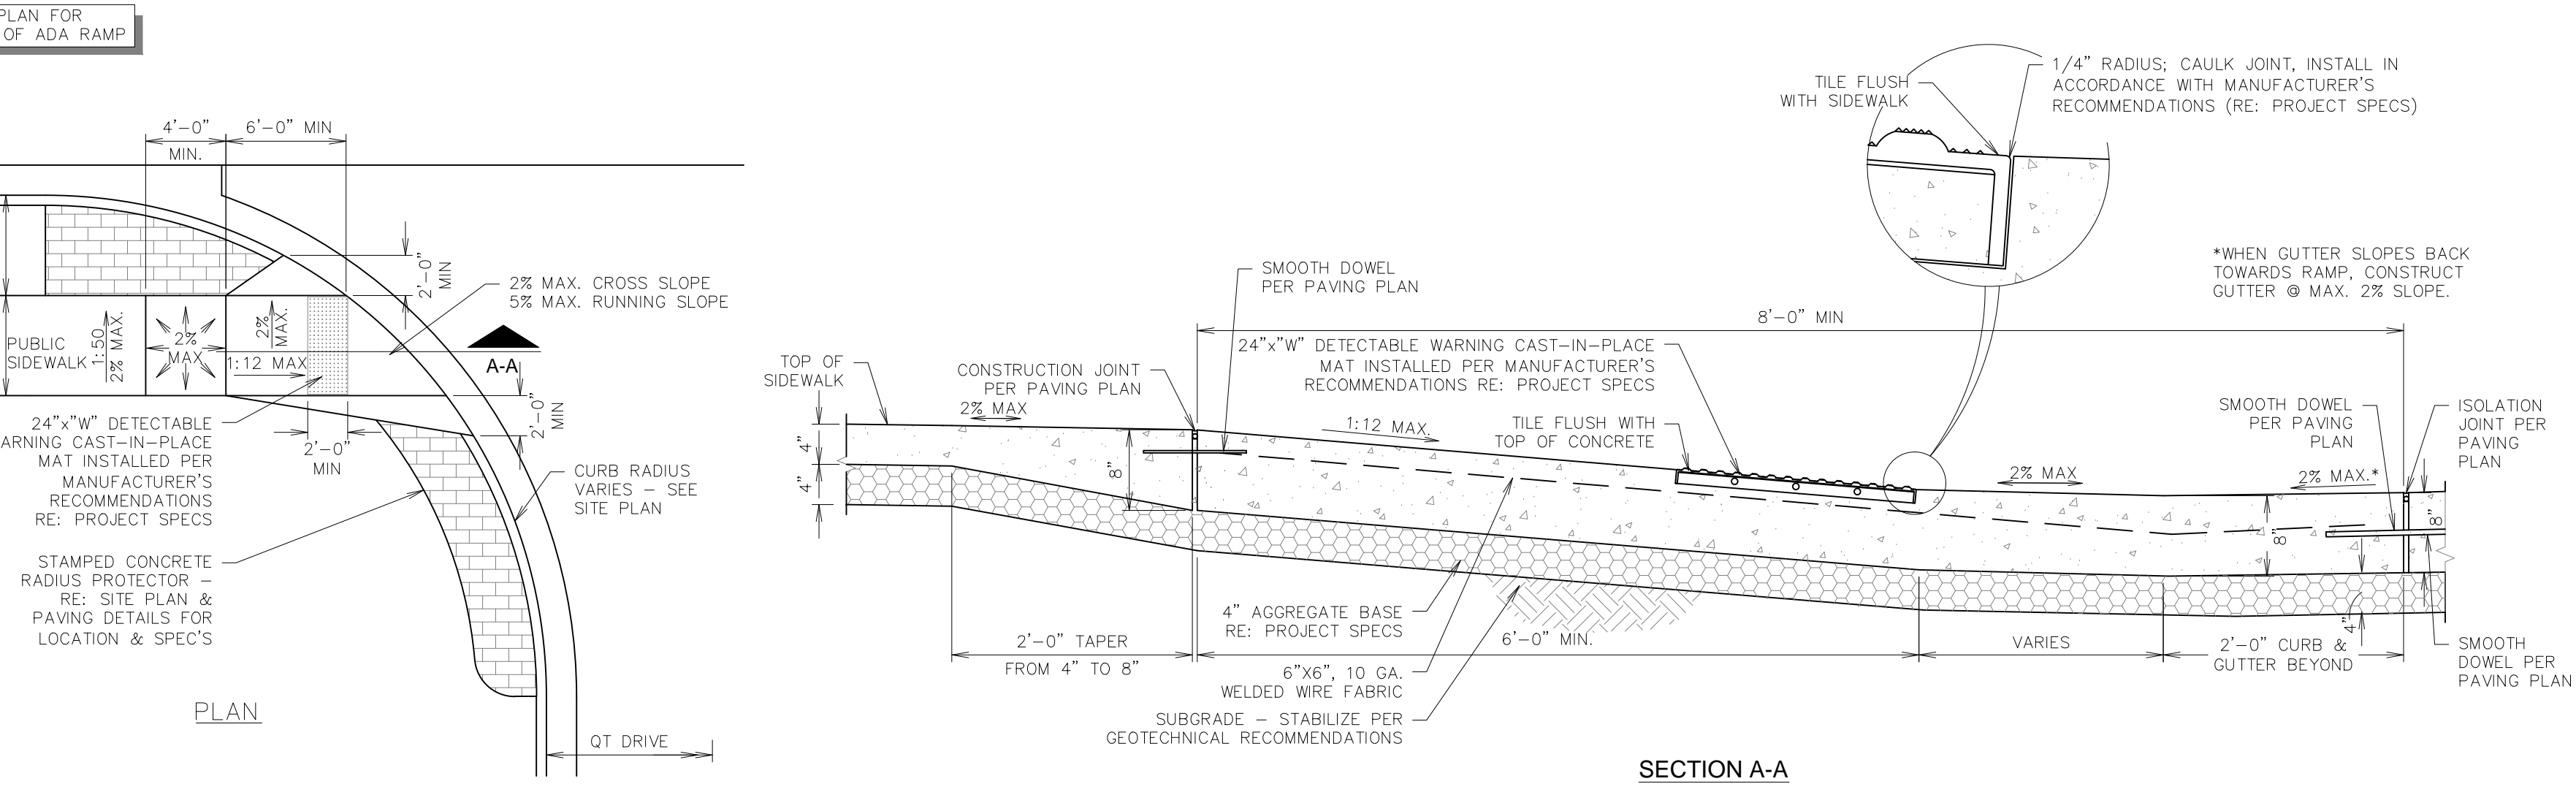 PLAN FOR
OF ADA RAMP
4'-0"
MIN.
6'-0" MIN
2'-0"
MIN
2% MAX. CROSS SLOPE
5% MAX. RUNNING SLOPE
PUBLIC
SIDEWALK
1:50
2% MAX.
2%
MAX.
2%
MAX.
1:12 MAX
A-A
2'-0"
MIN
2'-0"
MIN
24"x"W" DETECTABLE
ARNING CAST-IN-PLACE
MAT INSTALLED PER
MANUFACTURER'S
RECOMMENDATIONS
RE: PROJECT SPECS
CURB RADIUS
VARIES – SEE
SITE PLAN
STAMPED CONCRETE
RADIUS PROTECTOR –
RE: SITE PLAN &
PAVING DETAILS FOR
LOCATION & SPEC'S
PLAN
QT DRIVE
TILE FLUSH
WITH SIDEWALK
1/4" RADIUS; CAULK JOINT, INSTALL IN
ACCORDANCE WITH MANUFACTURER'S
RECOMMENDATIONS (RE: PROJECT SPECS)
*WHEN GUTTER SLOPES BACK
TOWARDS RAMP, CONSTRUCT
GUTTER @ MAX. 2% SLOPE.
SMOOTH DOWEL
PER PAVING PLAN
8'-0" MIN
24"x"W" DETECTABLE WARNING CAST-IN-PLACE
MAT INSTALLED PER MANUFACTURER'S
RECOMMENDATIONS RE: PROJECT SPECS
TOP OF
SIDEWALK
CONSTRUCTION JOINT
PER PAVING PLAN
2% MAX
1:12 MAX.
TILE FLUSH WITH
TOP OF CONCRETE
SMOOTH DOWEL
PER PAVING
PLAN
ISOLATION
JOINT PER
PAVING
PLAN
4"
4"
8"
2% MAX
2% MAX.*
8"
8"
4"
4" AGGREGATE BASE
RE: PROJECT SPECS
2'-0" TAPER
FROM 4" TO 8"
6'-0" MIN.
VARIES
2'-0" CURB &
GUTTER BEYOND
SMOOTH
DOWEL PER
PAVING PLAN
6"X6", 10 GA.
WELDED WIRE FABRIC
SUBGRADE – STABILIZE PER
GEOTECHNICAL RECOMMENDATIONS
SECTION A-A